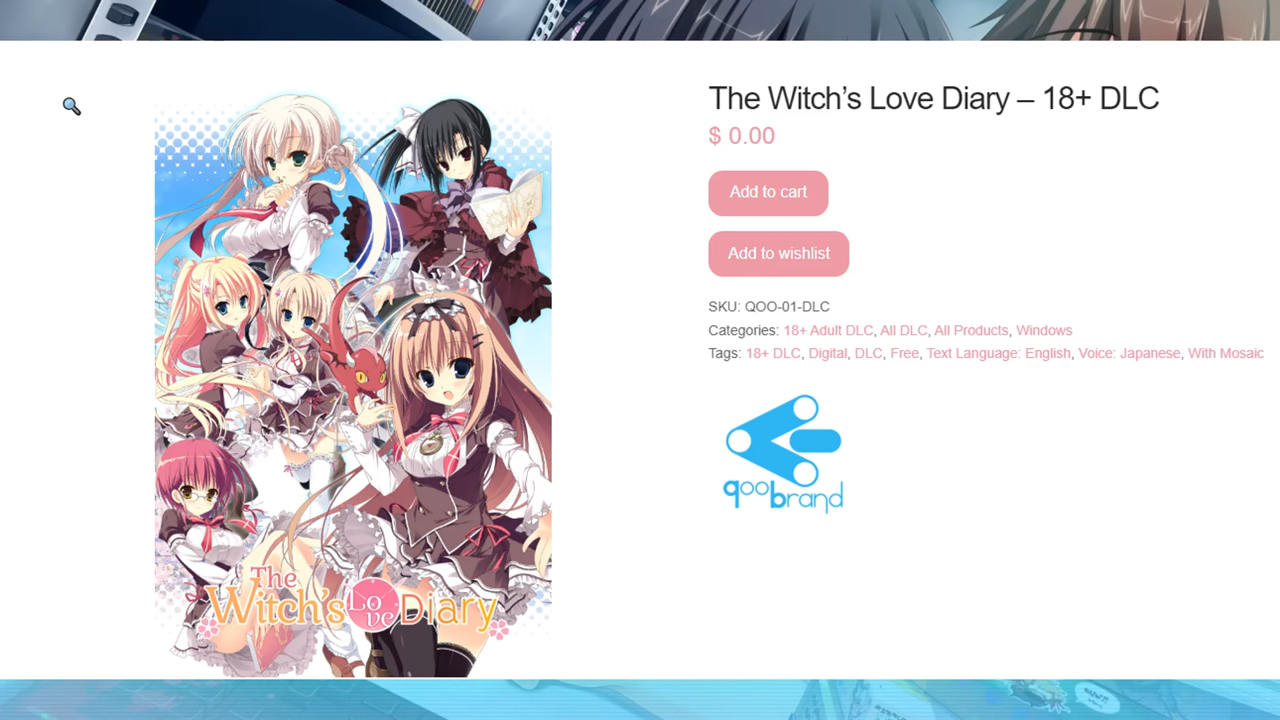 The Witch's Love Diary – 18+ DLC
$ 0.00
Add to cart
Add to wishlist
SKU: QOO-01-DLC
Categories: 18+ Adult DLC, All DLC, All Products, Windows
Tags: 18+ DLC, Digital, DLC, Free, Text Language: English, Voice: Japanese, With Mosaic
qoobrand
The
Witch's Love Diary